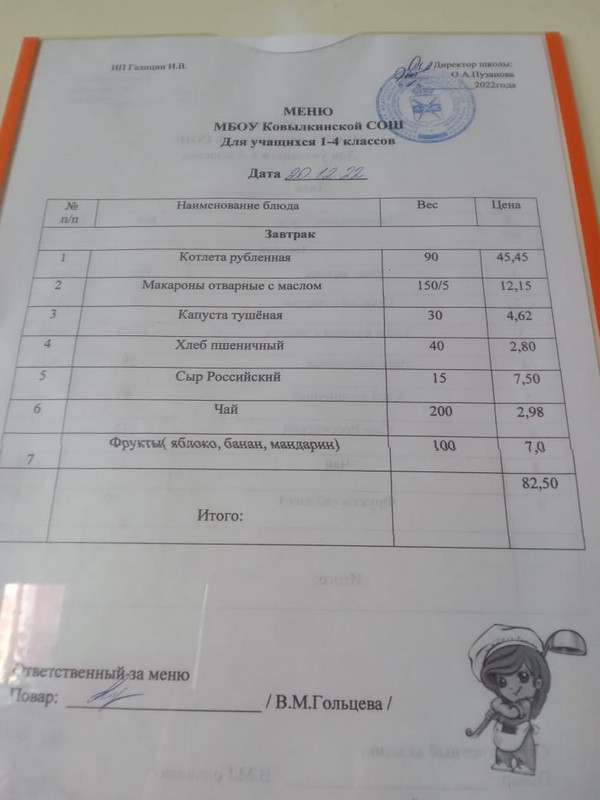 ИП Галицин И.В.
Директор школы:
О.А.Пузанова
2022года
МЕНЮ
МБОУ Ковылкинской СОШ
Для учащихся 1-4 классов
Дата 20.12.22
№ п/п Наименование блюда Вес Цена
Завтрак
1 Котлета рубленная 90 45,45
2 Макароны отварные с маслом 150/5 12,15
3 Капуста тушёная 30 4,62
4 Хлеб пшеничный 40 2,80
5 Сыр Российский 15 7,50
6 Чай 200 2,98
7 Фрукты( яблоко, банан, мандарин) 100 7,0
Итого: 82,50
Ответственный за меню
Повар: / В.М.Гольцева /